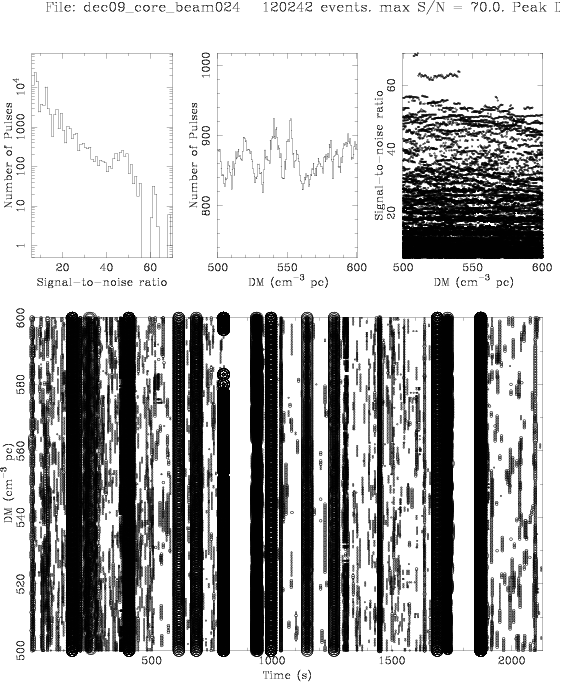 File: dec09_core_beam024 120242 events. max S/N = 70.0. Peak D
10⁴
1000
100
10
1
Number of Pulses
20 40 60
Signal-to-noise ratio
1000
900
800
Number of Pulses
500 550 600
DM (cm⁻³ pc)
60
40
20
Signal-to-noise ratio
500 550 600
DM (cm⁻³ pc)
600
580
560
540
520
500
DM (cm⁻³ pc)
500 1000 1500 2000
Time (s)